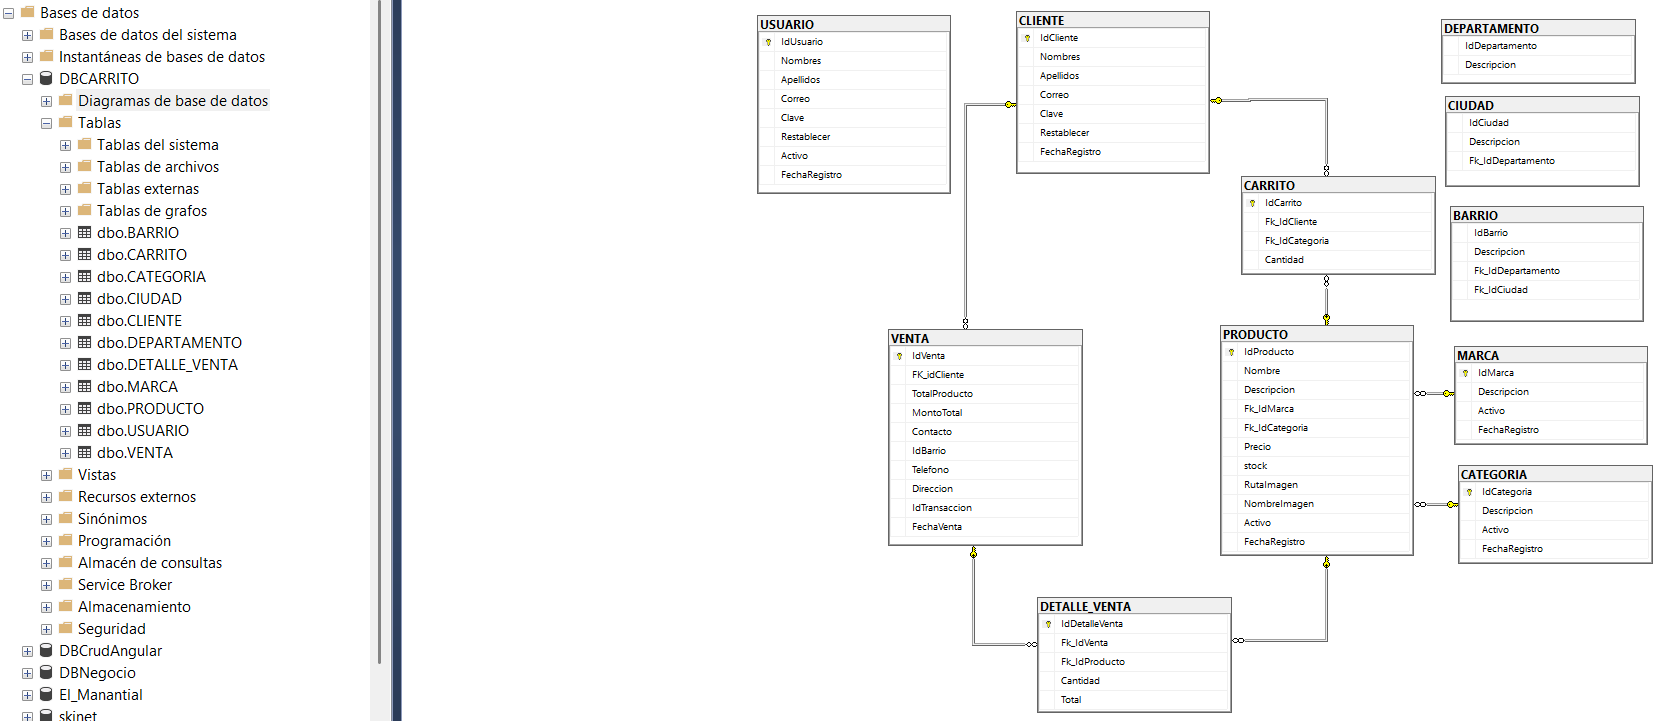 Bases de datos
Bases de datos del sistema
Instantáneas de bases de datos
DBCARRITO
Diagramas de base de datos
Tablas
Tablas del sistema
Tablas de archivos
Tablas externas
Tablas de grafos
dbo.BARRIO
dbo.CARRITO
dbo.CATEGORIA
dbo.CIUDAD
dbo.CLIENTE
dbo.DEPARTAMENTO
dbo.DETALLE_VENTA
dbo.MARCA
dbo.PRODUCTO
dbo.USUARIO
dbo.VENTA
Vistas
Recursos externos
Sinónimos
Programación
Almacén de consultas
Service Broker
Almacenamiento
Seguridad
DBCrudAngular
DBNegocio
El_Manantial
skinet
USUARIO
IdUsuario
Nombres
Apellidos
Correo
Clave
Restablecer
Activo
FechaRegistro
CLIENTE
IdCliente
Nombres
Apellidos
Correo
Clave
Restablecer
FechaRegistro
DEPARTAMENTO
IdDepartamento
Descripcion
CIUDAD
IdCiudad
Descripcion
Fk_IdDepartamento
CARRITO
IdCarrito
Fk_IdCliente
Fk_IdCategoria
Cantidad
BARRIO
IdBarrio
Descripcion
Fk_IdDepartamento
Fk_IdCiudad
VENTA
IdVenta
FK_idCliente
TotalProducto
MontoTotal
Contacto
IdBarrio
Telefono
Direccion
IdTransaccion
FechaVenta
PRODUCTO
IdProducto
Nombre
Descripcion
Fk_IdMarca
Fk_IdCategoria
Precio
stock
RutaImagen
NombreImagen
Activo
FechaRegistro
MARCA
IdMarca
Descripcion
Activo
FechaRegistro
CATEGORIA
IdCategoria
Descripcion
Activo
FechaRegistro
DETALLE_VENTA
IdDetalleVenta
Fk_IdVenta
Fk_IdProducto
Cantidad
Total